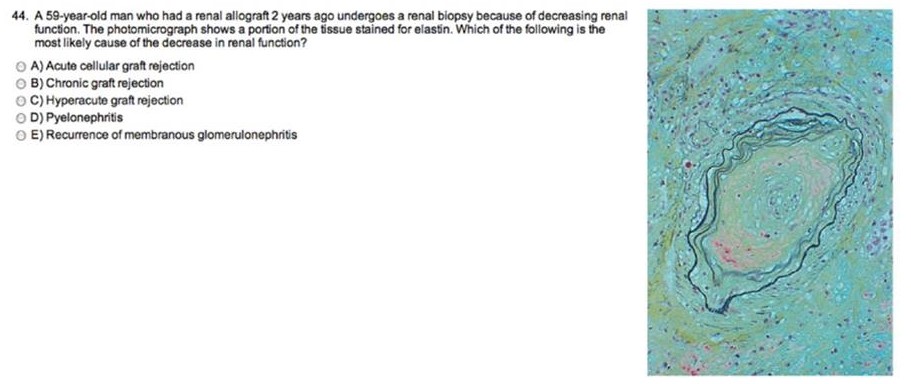 44. A 59-year-old man who had a renal allograft 2 years ago undergoes a renal biopsy because of decreasing renal
function. The photomicrograph shows a portion of the tissue stained for elastin. Which of the following is the
most likely cause of the decrease in renal function?
A) Acute cellular graft rejection
B) Chronic graft rejection
C) Hyperacute graft rejection
D) Pyelonephritis
E) Recurrence of membranous glomerulonephritis